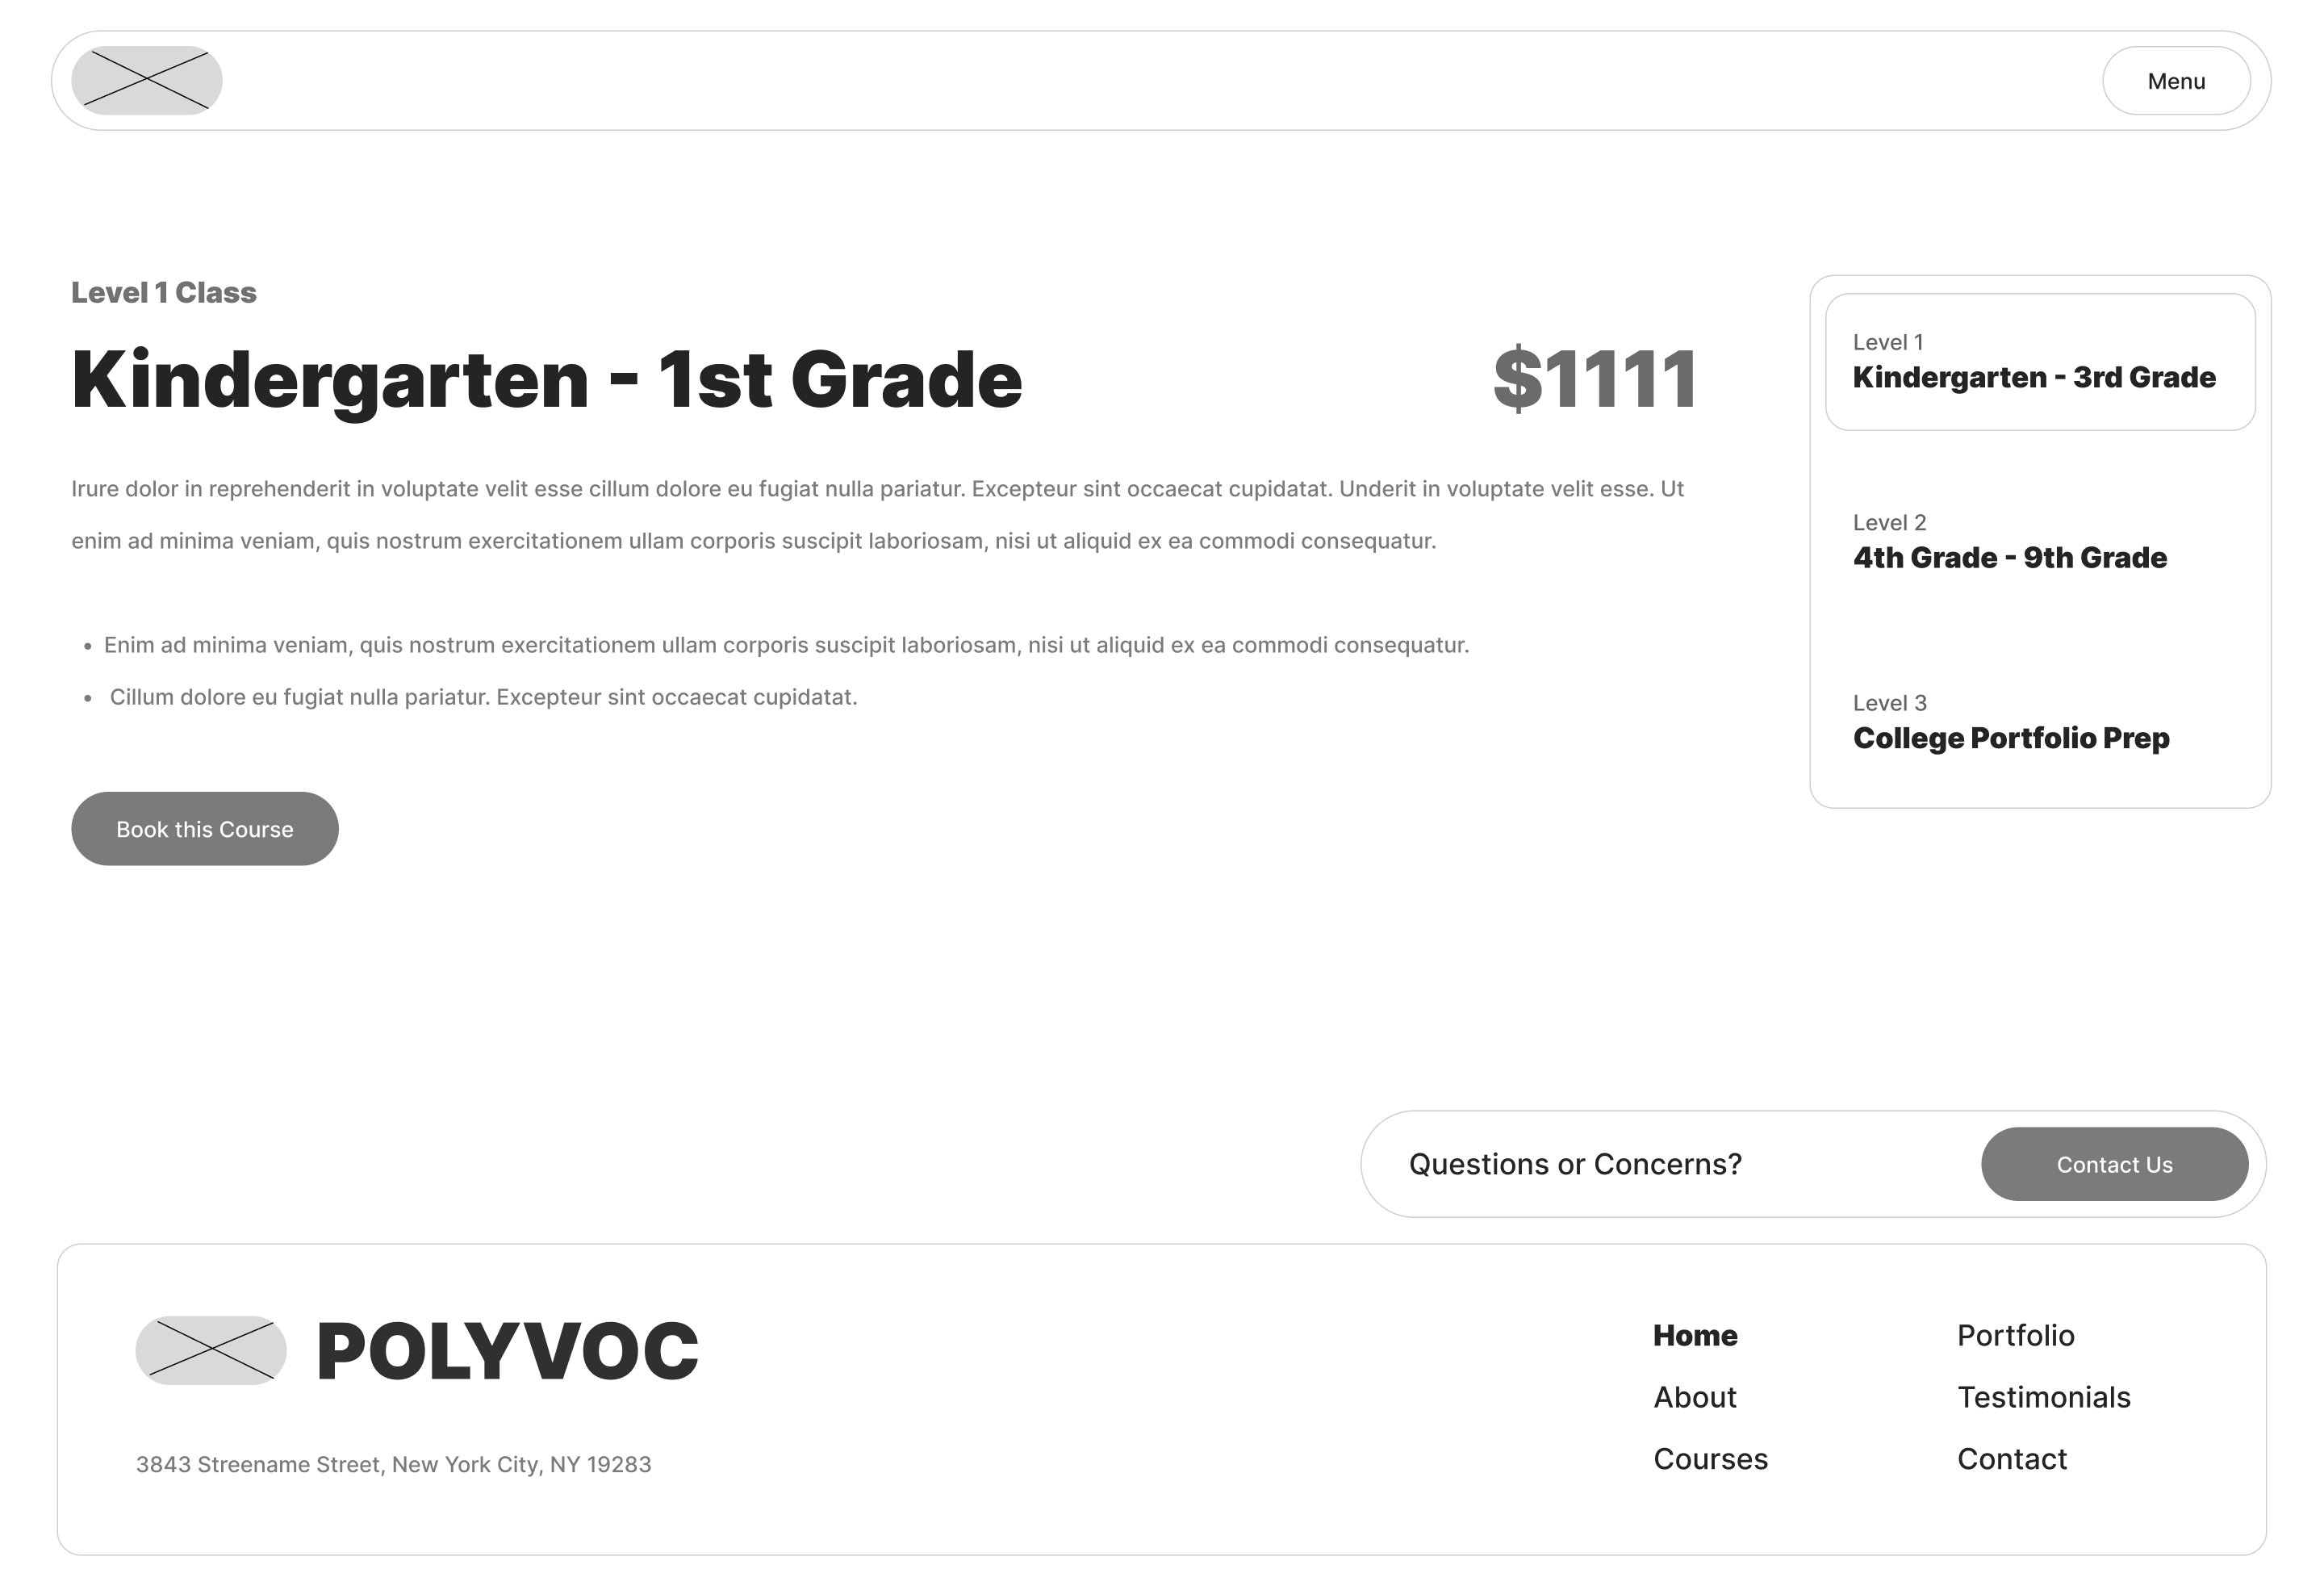 Menu
Level 1 Class
Kindergarten - 1st Grade
$1111
Irure dolor in reprehenderit in voluptate velit esse cillum dolore eu fugiat nulla pariatur. Excepteur sint occaecat cupidatat. Underit in voluptate velit esse. Ut
enim ad minima veniam, quis nostrum exercitationem ullam corporis suscipit laboriosam, nisi ut aliquid ex ea commodi consequatur.
• Enim ad minima veniam, quis nostrum exercitationem ullam corporis suscipit laboriosam, nisi ut aliquid ex ea commodi consequatur.
• Cillum dolore eu fugiat nulla pariatur. Excepteur sint occaecat cupidatat.
Book this Course
Level 1
Kindergarten - 3rd Grade
Level 2
4th Grade - 9th Grade
Level 3
College Portfolio Prep
Questions or Concerns?
Contact Us
POLYVOC
3843 Streename Street, New York City, NY 19283
Home
About
Courses
Portfolio
Testimonials
Contact